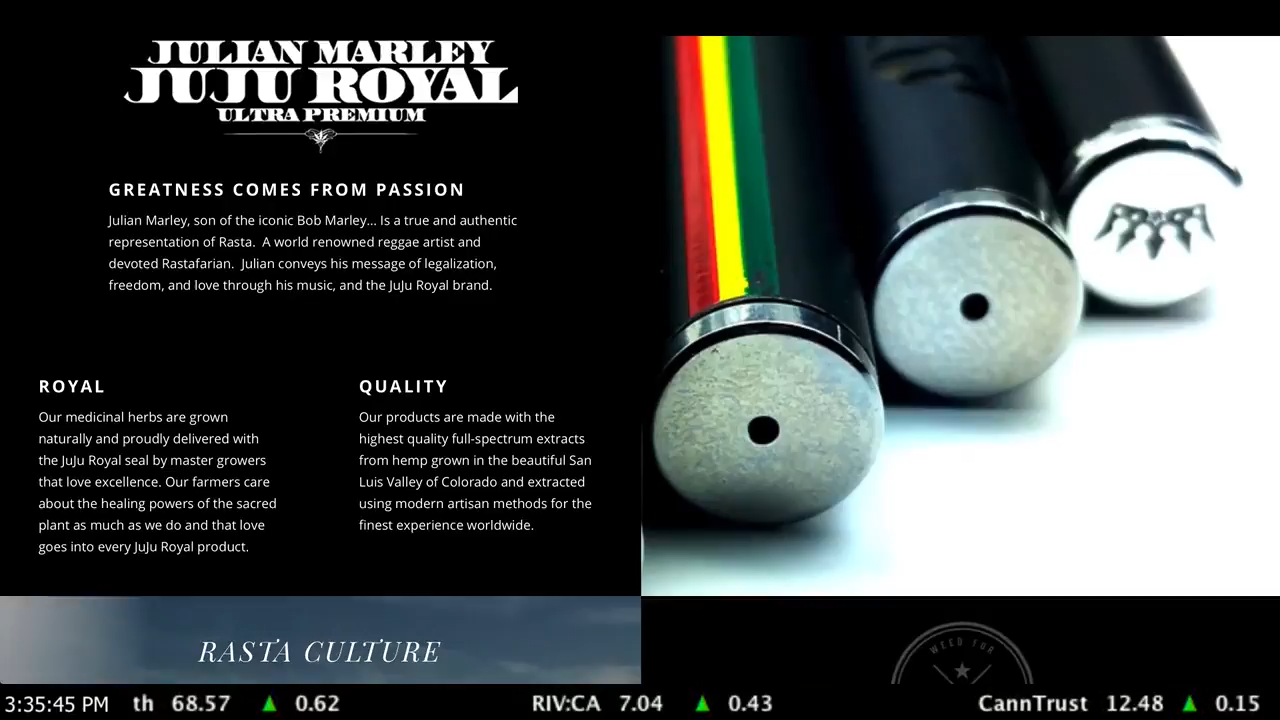 JULIAN MARLEY
JUJU ROYAL
ULTRA PREMIUM
GREATNESS COMES FROM PASSION
Julian Marley, son of the iconic Bob Marley... Is a true and authentic
representation of Rasta.  A world renowned reggae artist and
devoted Rastafarian.  Julian conveys his message of legalization,
freedom, and love through his music, and the JuJu Royal brand.
ROYAL
Our medicinal herbs are grown
naturally and proudly delivered with
the JuJu Royal seal by master growers
that love excellence. Our farmers care
about the healing powers of the sacred
plant as much as we do and that love
goes into every JuJu Royal product.
QUALITY
Our products are made with the
highest quality full-spectrum extracts
from hemp grown in the beautiful San
Luis Valley of Colorado and extracted
using modern artisan methods for the
finest experience worldwide.
RASTA CULTURE
WEED FOR
3:35:45 PM th 68.57 ▲ 0.62 RIV:CA 7.04 ▲ 0.43 CannTrust 12.48 ▲ 0.15